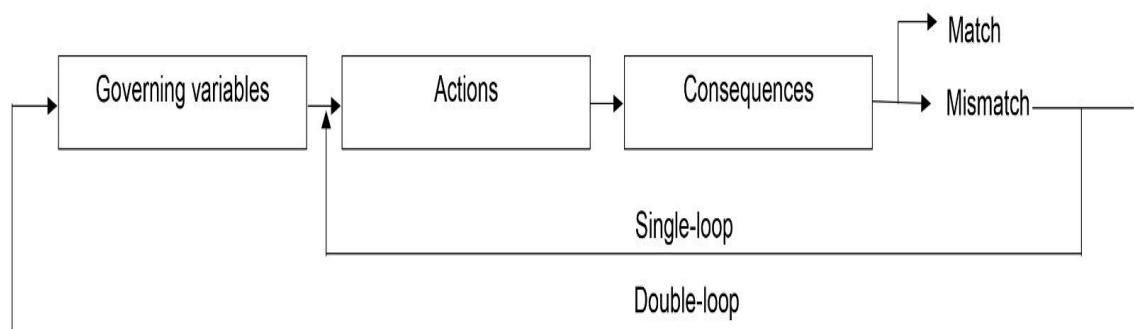 Match
Governing variables
Actions
Consequences
Mismatch
Single-loop
Double-loop